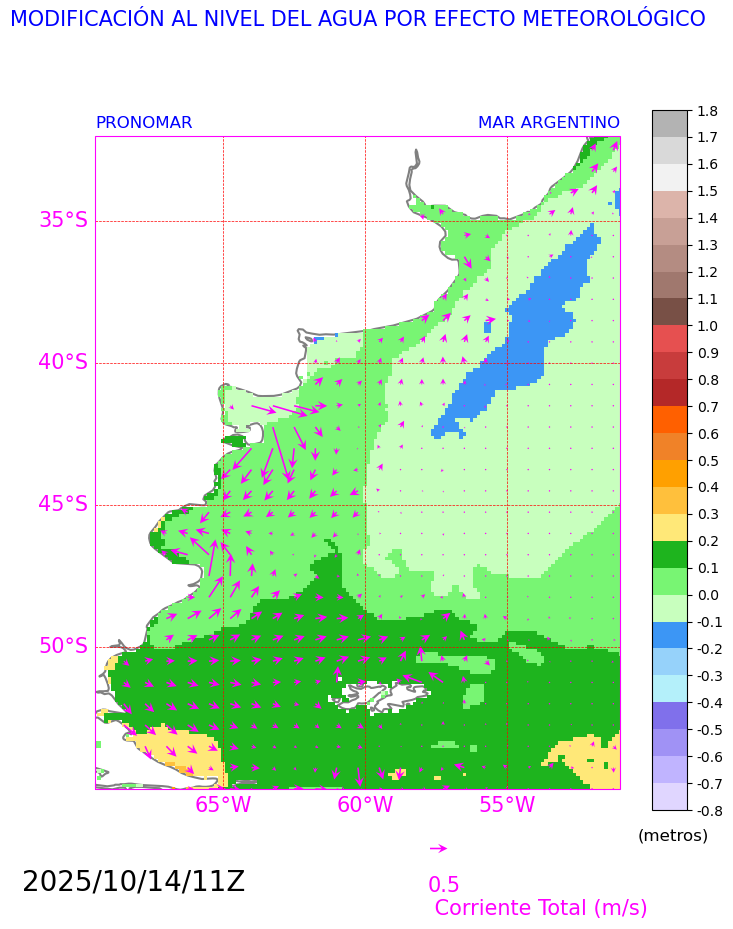 MODIFICACIÓN AL NIVEL DEL AGUA POR EFECTO METEOROLÓGICO
PRONOMAR
MAR ARGENTINO
35°S
40°S
45°S
50°S
65°W
60°W
55°W
1.8
1.7
1.6
1.5
1.4
1.3
1.2
1.1
1.0
0.9
0.8
0.7
0.6
0.5
0.4
0.3
0.2
0.1
0.0
-0.1
-0.2
-0.3
-0.4
-0.5
-0.6
-0.7
-0.8
(metros)
2025/10/14/11Z
0.5
Corriente Total (m/s)